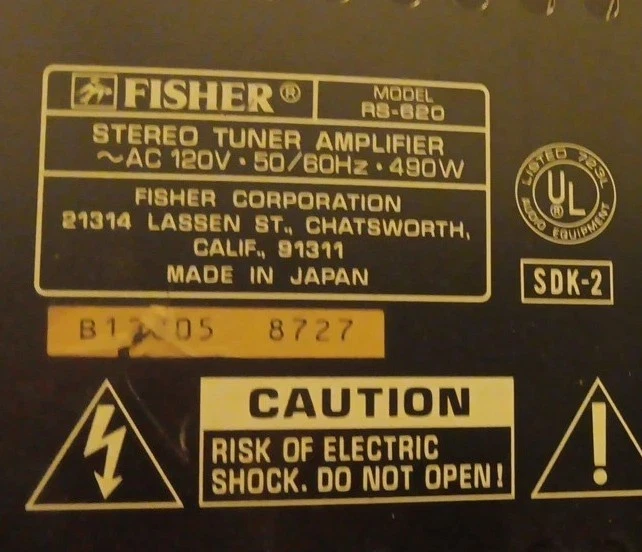 FISHER®
MODEL
RS-620
STEREO TUNER AMPLIFIER
~AC 120V · 50/60Hz · 490W
FISHER CORPORATION
21314 LASSEN ST., CHATSWORTH,
CALIF., 91311
MADE IN JAPAN
LISTED 723L
UL®
AUDIO EQUIPMENT
SDK-2
8727
CAUTION
RISK OF ELECTRIC
SHOCK. DO NOT OPEN!